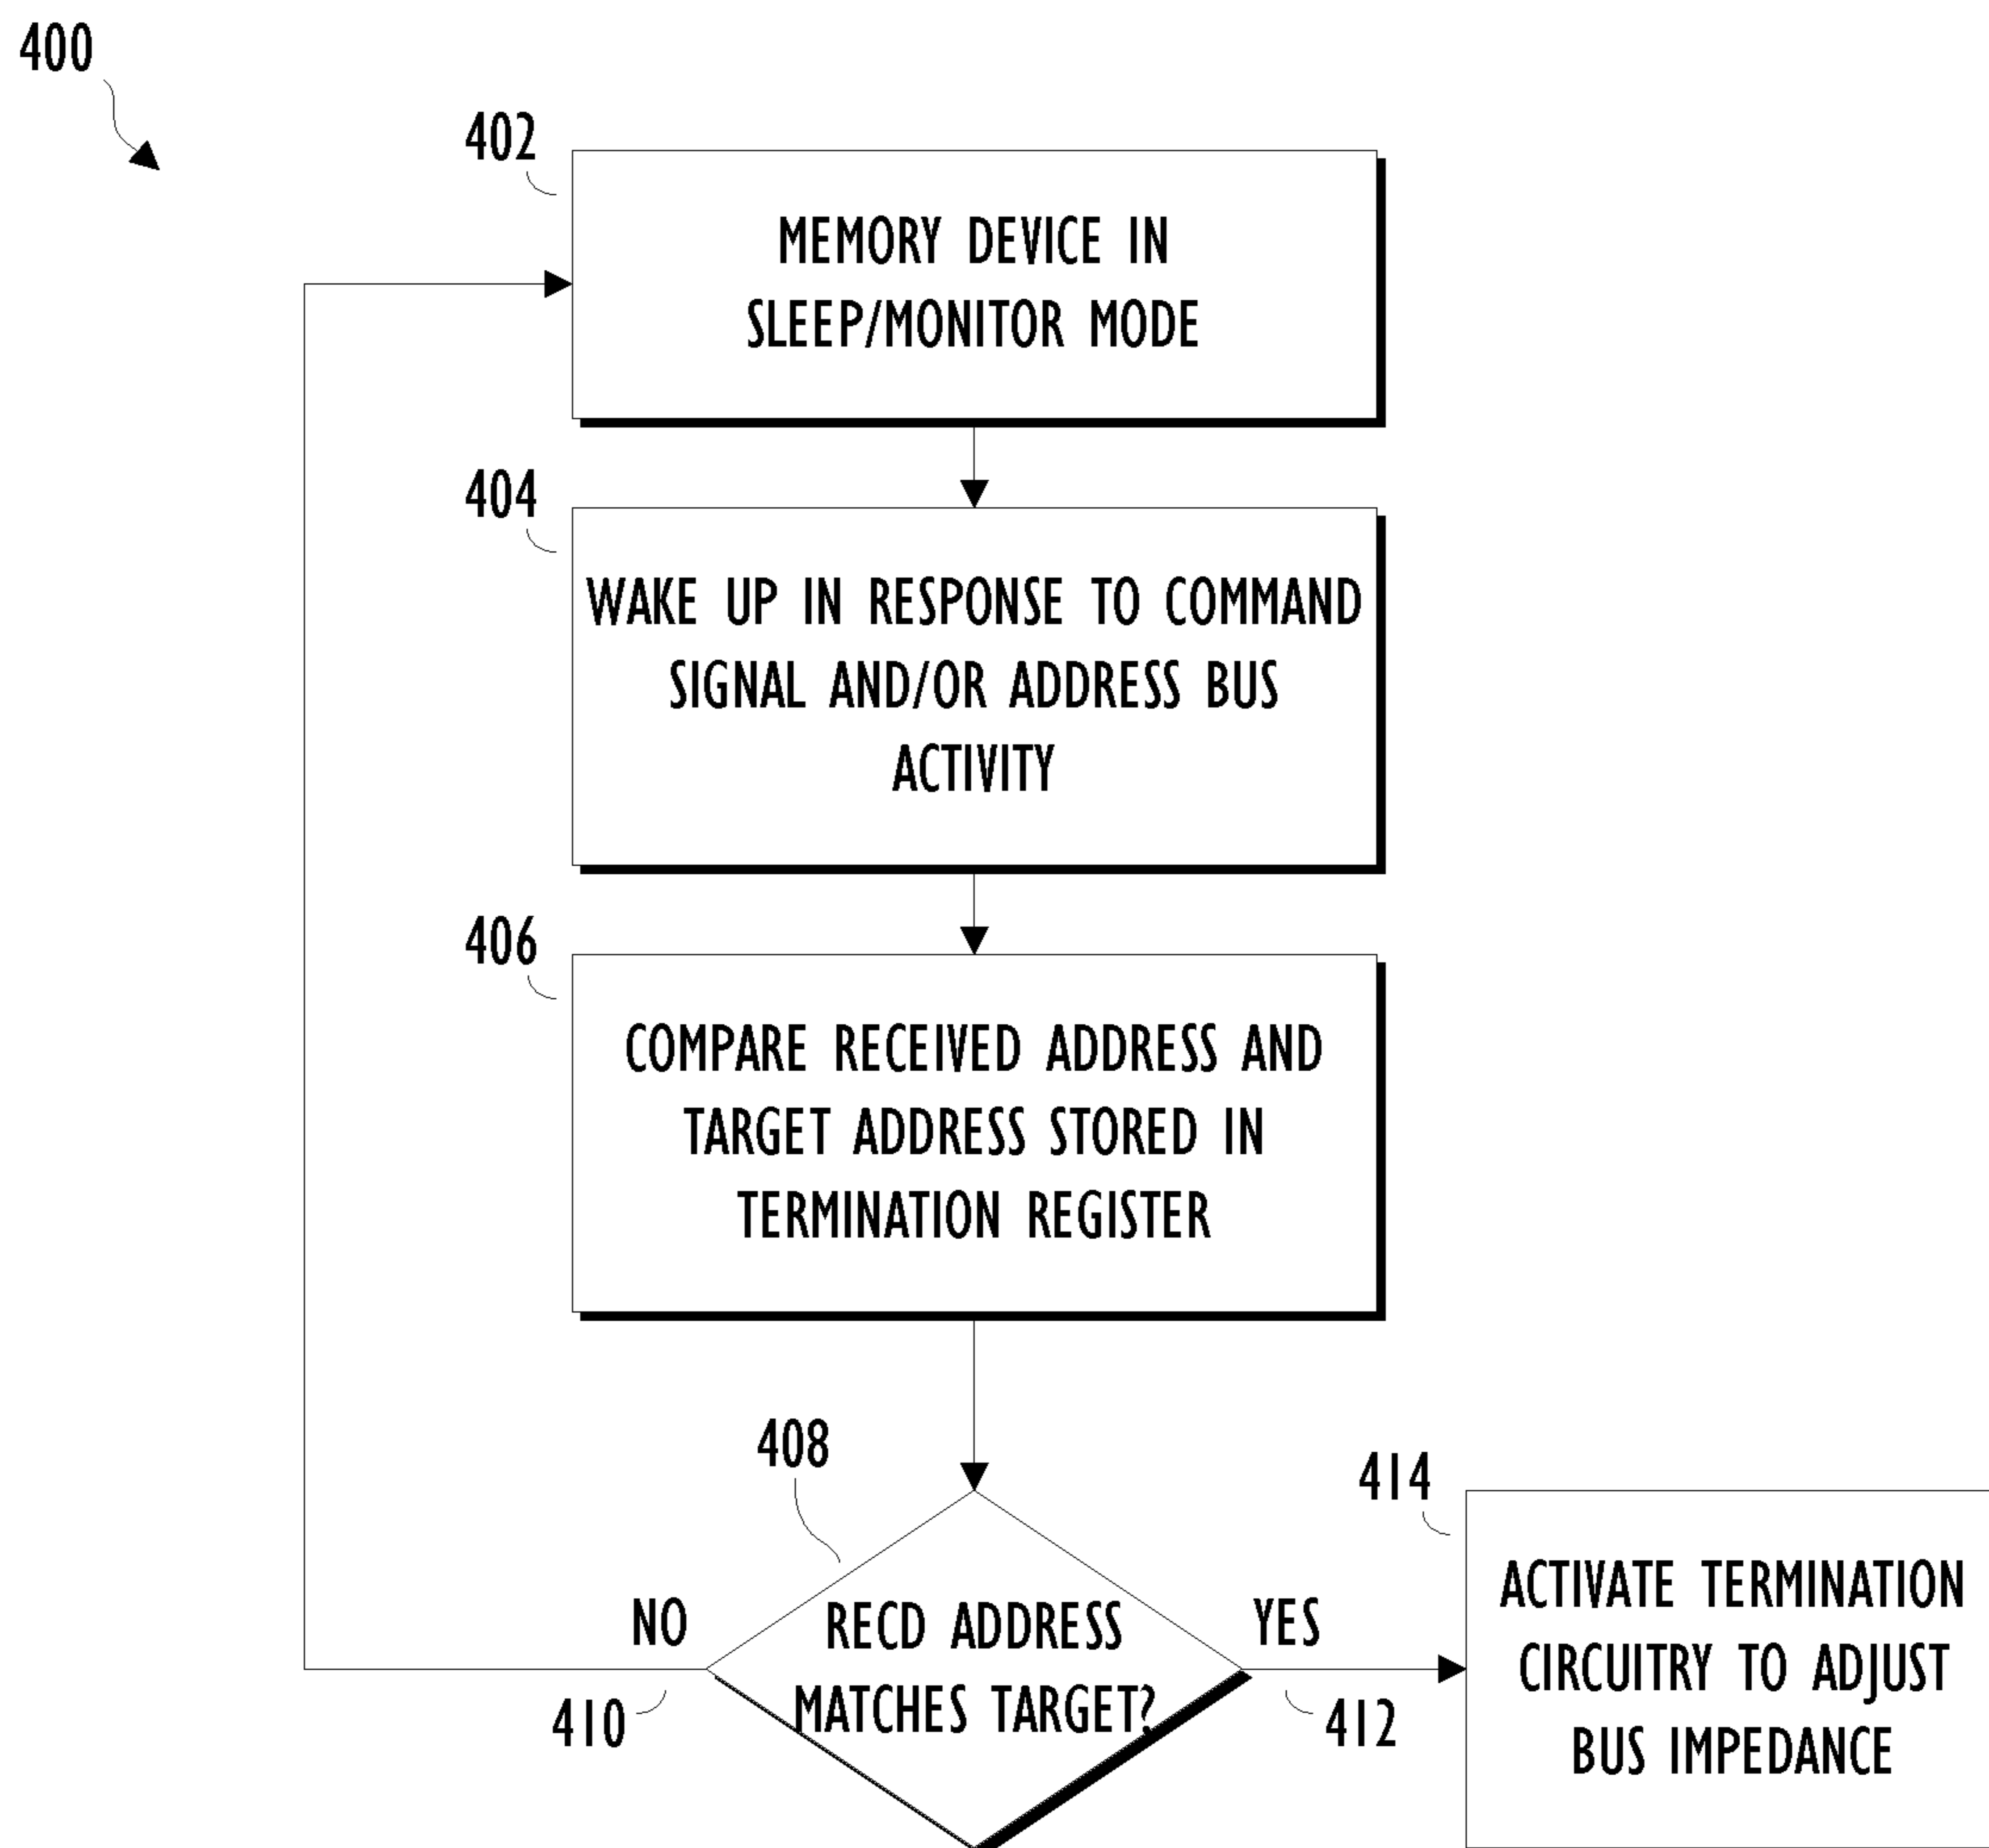 400
402
MEMORY DEVICE IN
SLEEP/MONITOR MODE
404
WAKE UP IN RESPONSE TO COMMAND
SIGNAL AND/OR ADDRESS BUS
ACTIVITY
406
COMPARE RECEIVED ADDRESS AND
TARGET ADDRESS STORED IN
TERMINATION REGISTER
408
RECD ADDRESS
MATCHES TARGET?
NO
410
YES
412
414
ACTIVATE TERMINATION
CIRCUITRY TO ADJUST
BUS IMPEDANCE